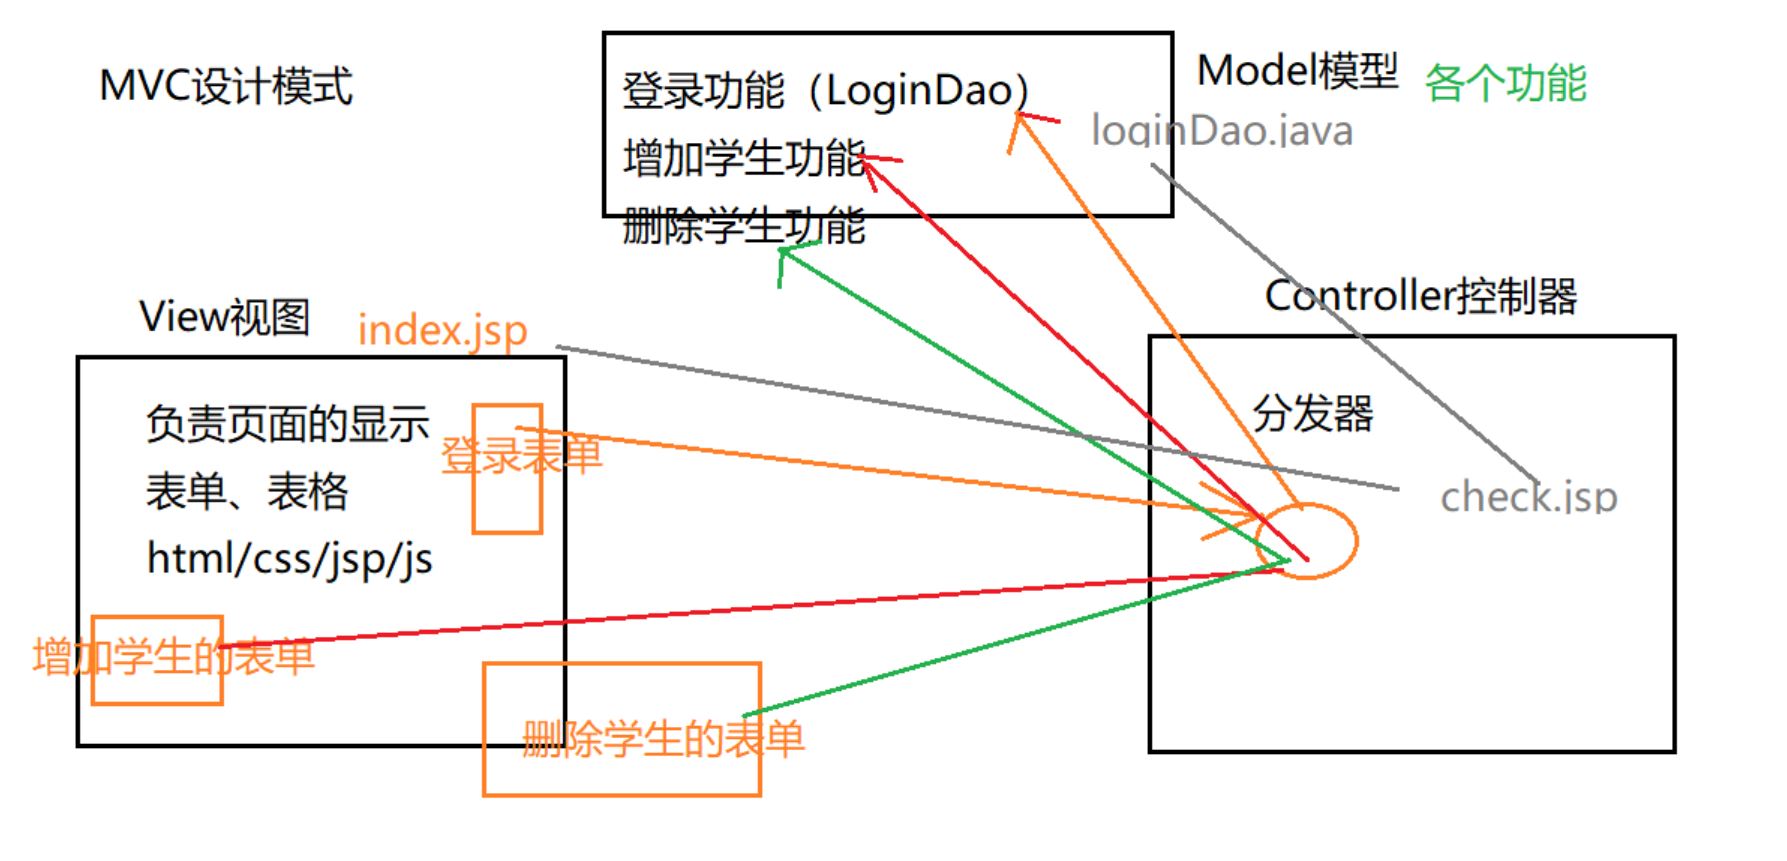 MVC设计模式
登录功能（LoginDao）
增加学生功能
删除学生功能
Model模型
各个功能
loginDao.java
View视图
index.jsp
负责页面的显示
表单、表格
html/css/jsp/js
登录表单
增加学生的表单
删除学生的表单
Controller控制器
分发器
check.jsp